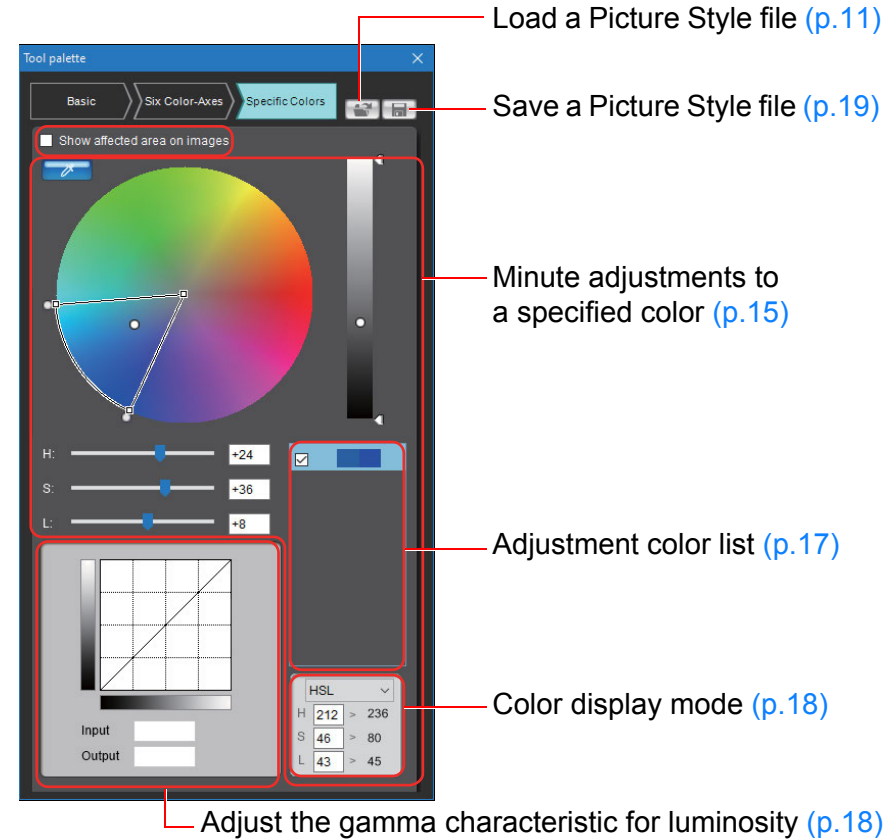 Load a Picture Style file (p.11)
Tool palette
Basic
Six Color-Axes
Specific Colors
Save a Picture Style file (p.19)
Show affected area on images
Minute adjustments to
a specified color (p.15)
H: +24
S: +36
L: +8
Adjustment color list (p.17)
HSL
H 212 > 236
S 46 > 80
L 43 > 45
Color display mode (p.18)
Input
Output
Adjust the gamma characteristic for luminosity (p.18)